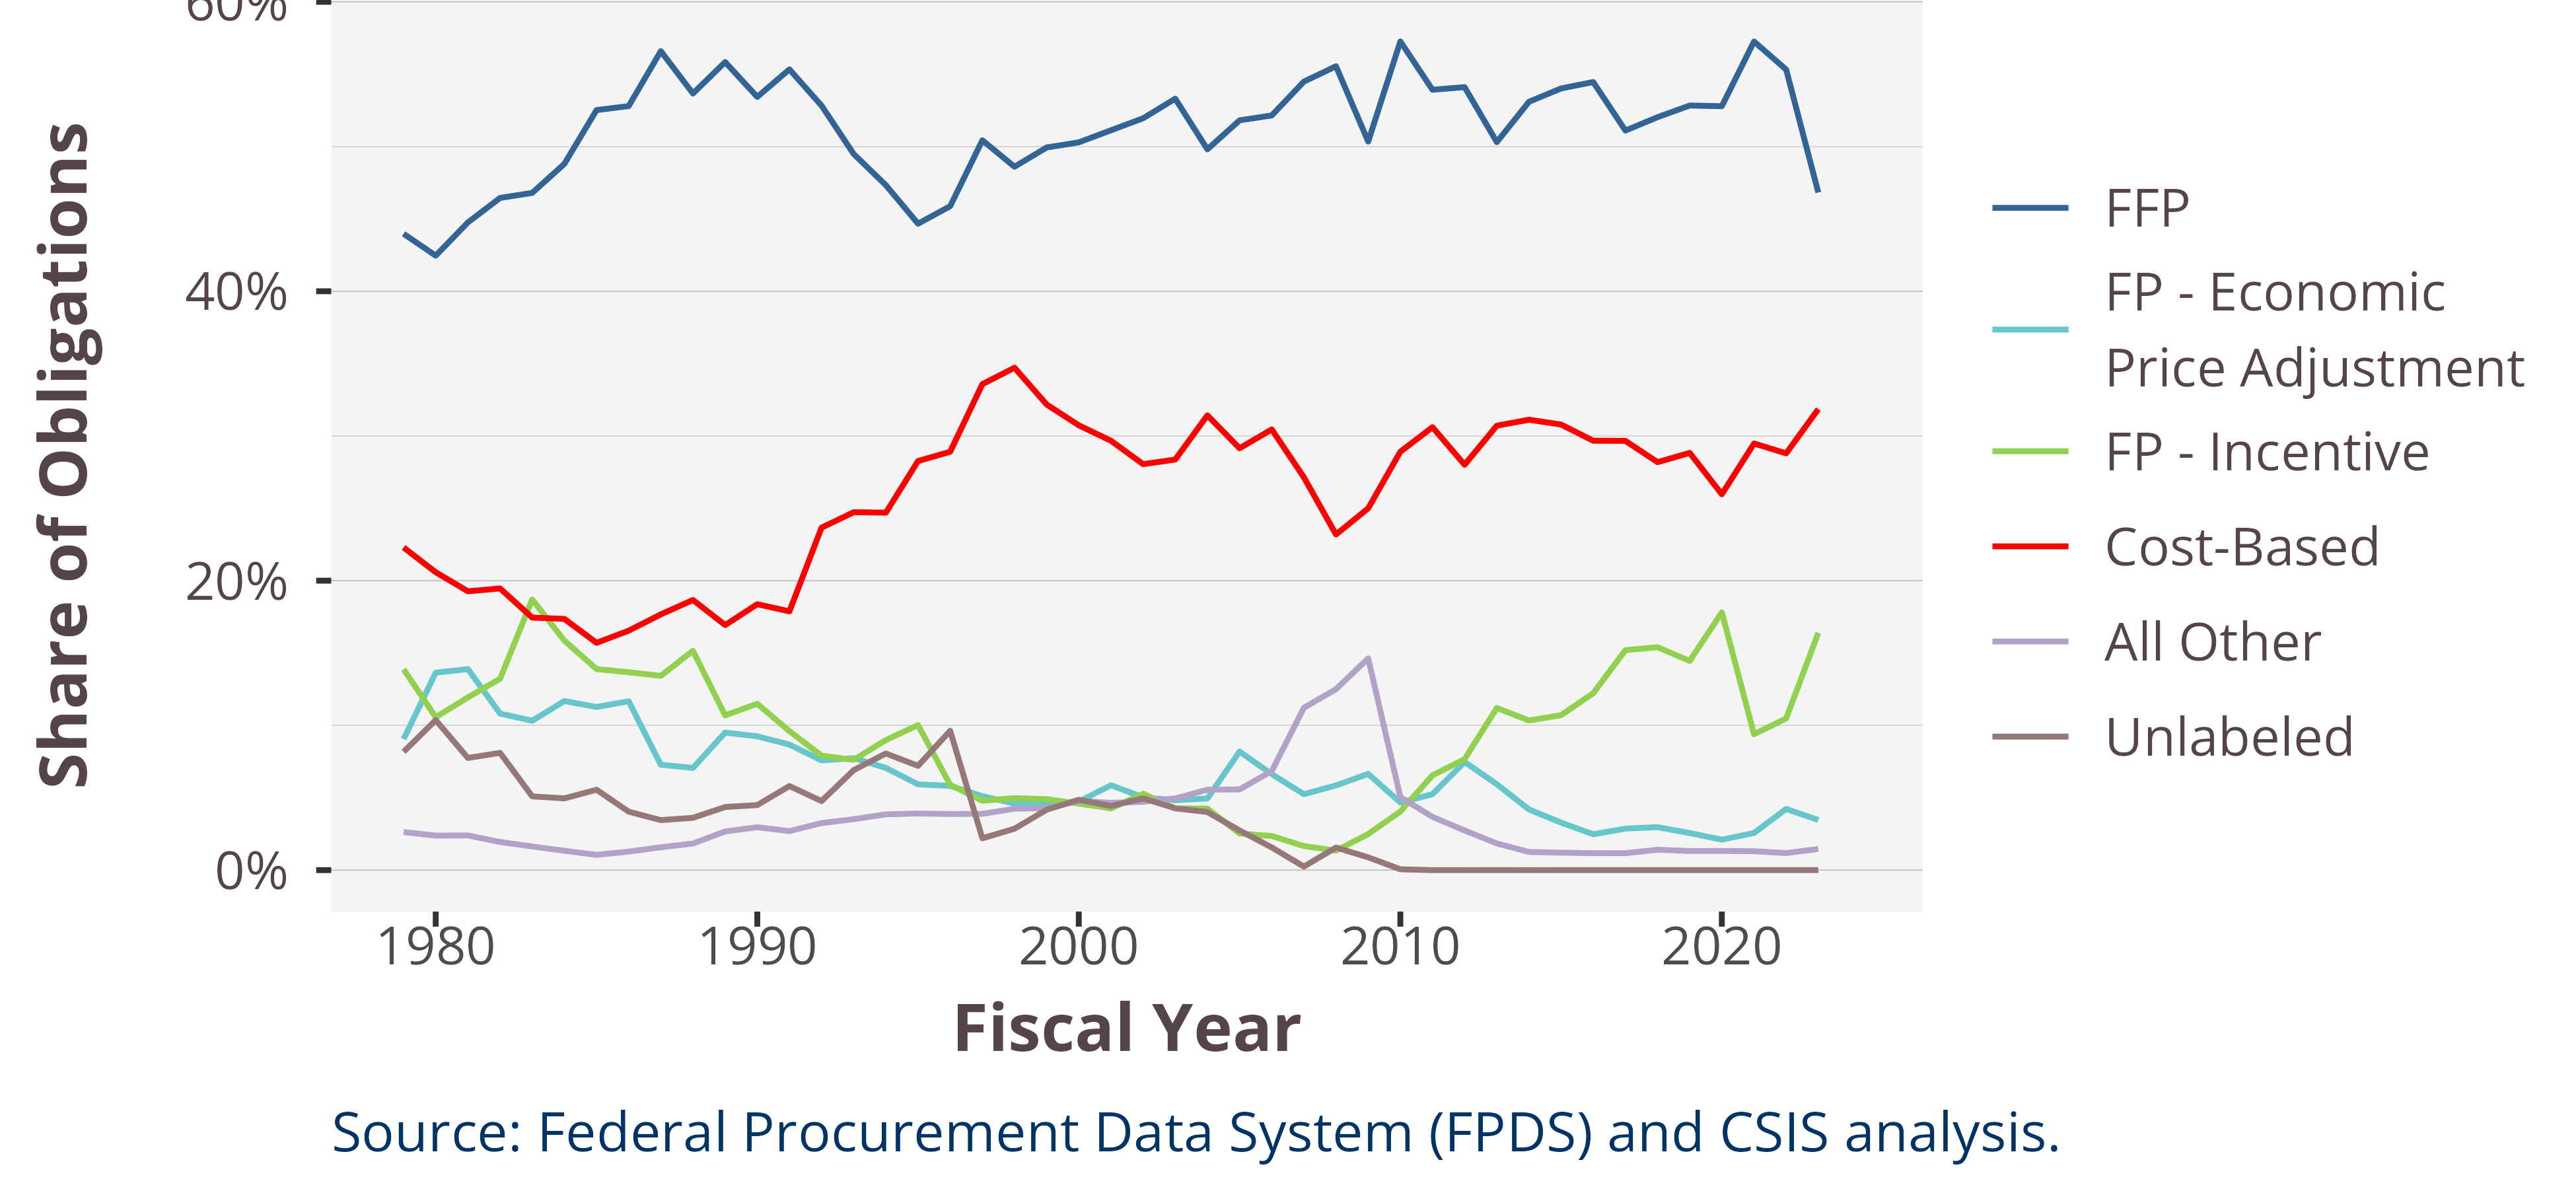 60%
40%
20%
0%
Share of Obligations
1980 1990 2000 2010 2020
Fiscal Year
FFP
FP - Economic
Price Adjustment
FP - Incentive
Cost-Based
All Other
Unlabeled
Source: Federal Procurement Data System (FPDS) and CSIS analysis.